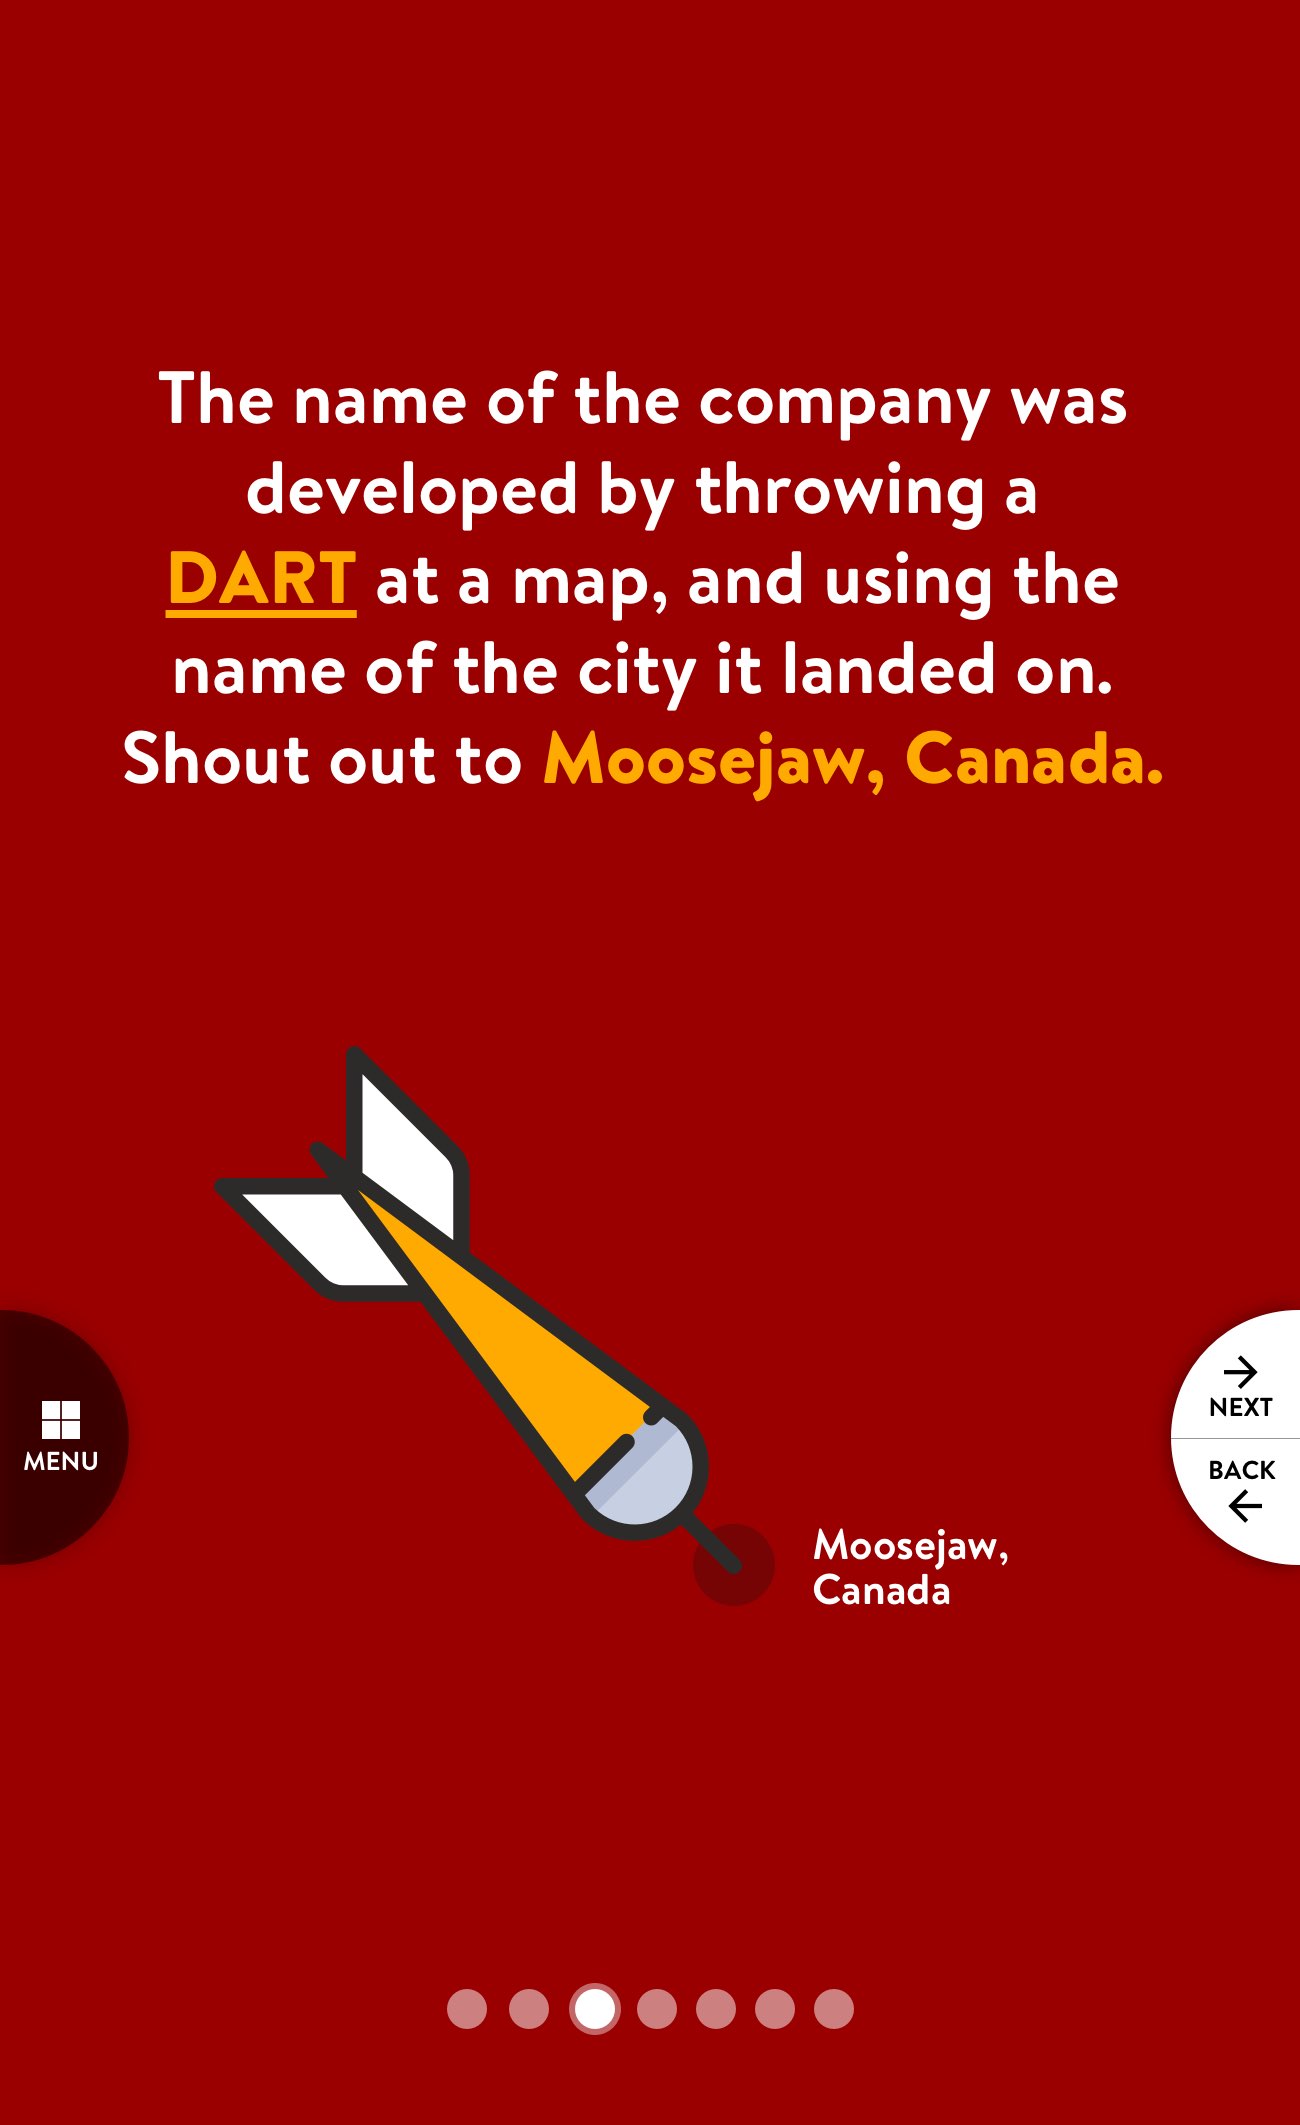 The name of the company was
developed by throwing a
DART at a map, and using the
name of the city it landed on.
Shout out to Moosejaw, Canada.
MENU
NEXT
BACK
Moosejaw,
Canada